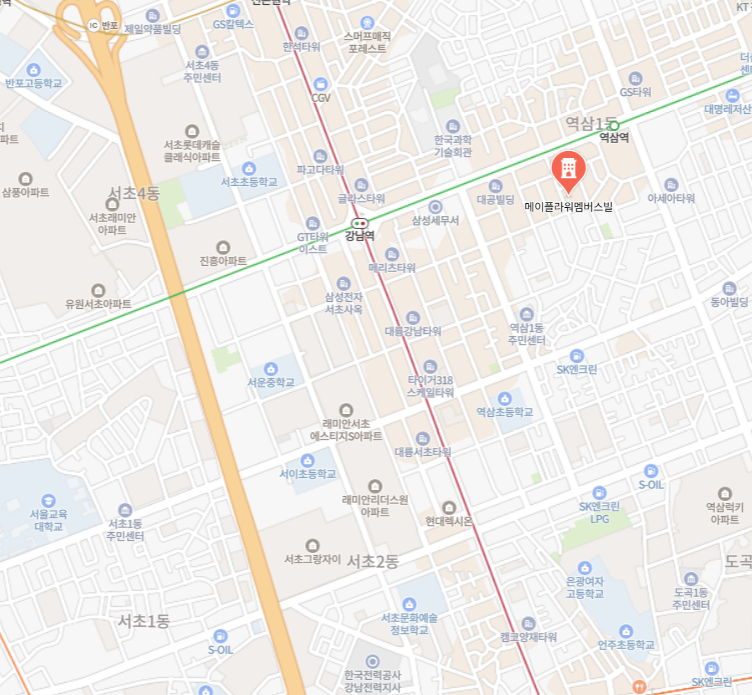 IC 반포
제일약품빌딩
GS칼텍스
한석타워
스머프매직
포레스트
KT
서초4동
주민센터
반포고등학교
CGV
GS타워
대명레저산
역삼1동
역삼역
서초롯데캐슬
클래식아파트
한국과학
기술회관
파고다타워
서초초등학교
삼풍아파트
서초4동
글라스타워
대공빌딩
아세아타워
메이플라워멤버스빌
서초래미안
아파트
삼성세무서
GT타워
이스트
강남역
진흥아파트
메리츠타워
유원서초아파트
삼성전자
서초사옥
동아빌딩
대륭강남타워
역삼1동
주민센터
SK엔크린
서운중학교
타이거318
스케일타워
역삼초등학교
래미안서초
에스티지S아파트
대륭서초타워
서이초등학교
S-OIL
서울교육
대학교
서초1동
주민센터
래미안리더스원
아파트
현대렉시온
SK엔크린
LPG
역삼럭키
아파트
서초그랑자이
서초2동
도곡
은광여자
고등학교
도곡1동
주민센터
서초1동
서초문화예술
정보학교
S-OIL
캠코양재타워
언주초등학교
한국전력공사
강남전력지사
SK엔크린